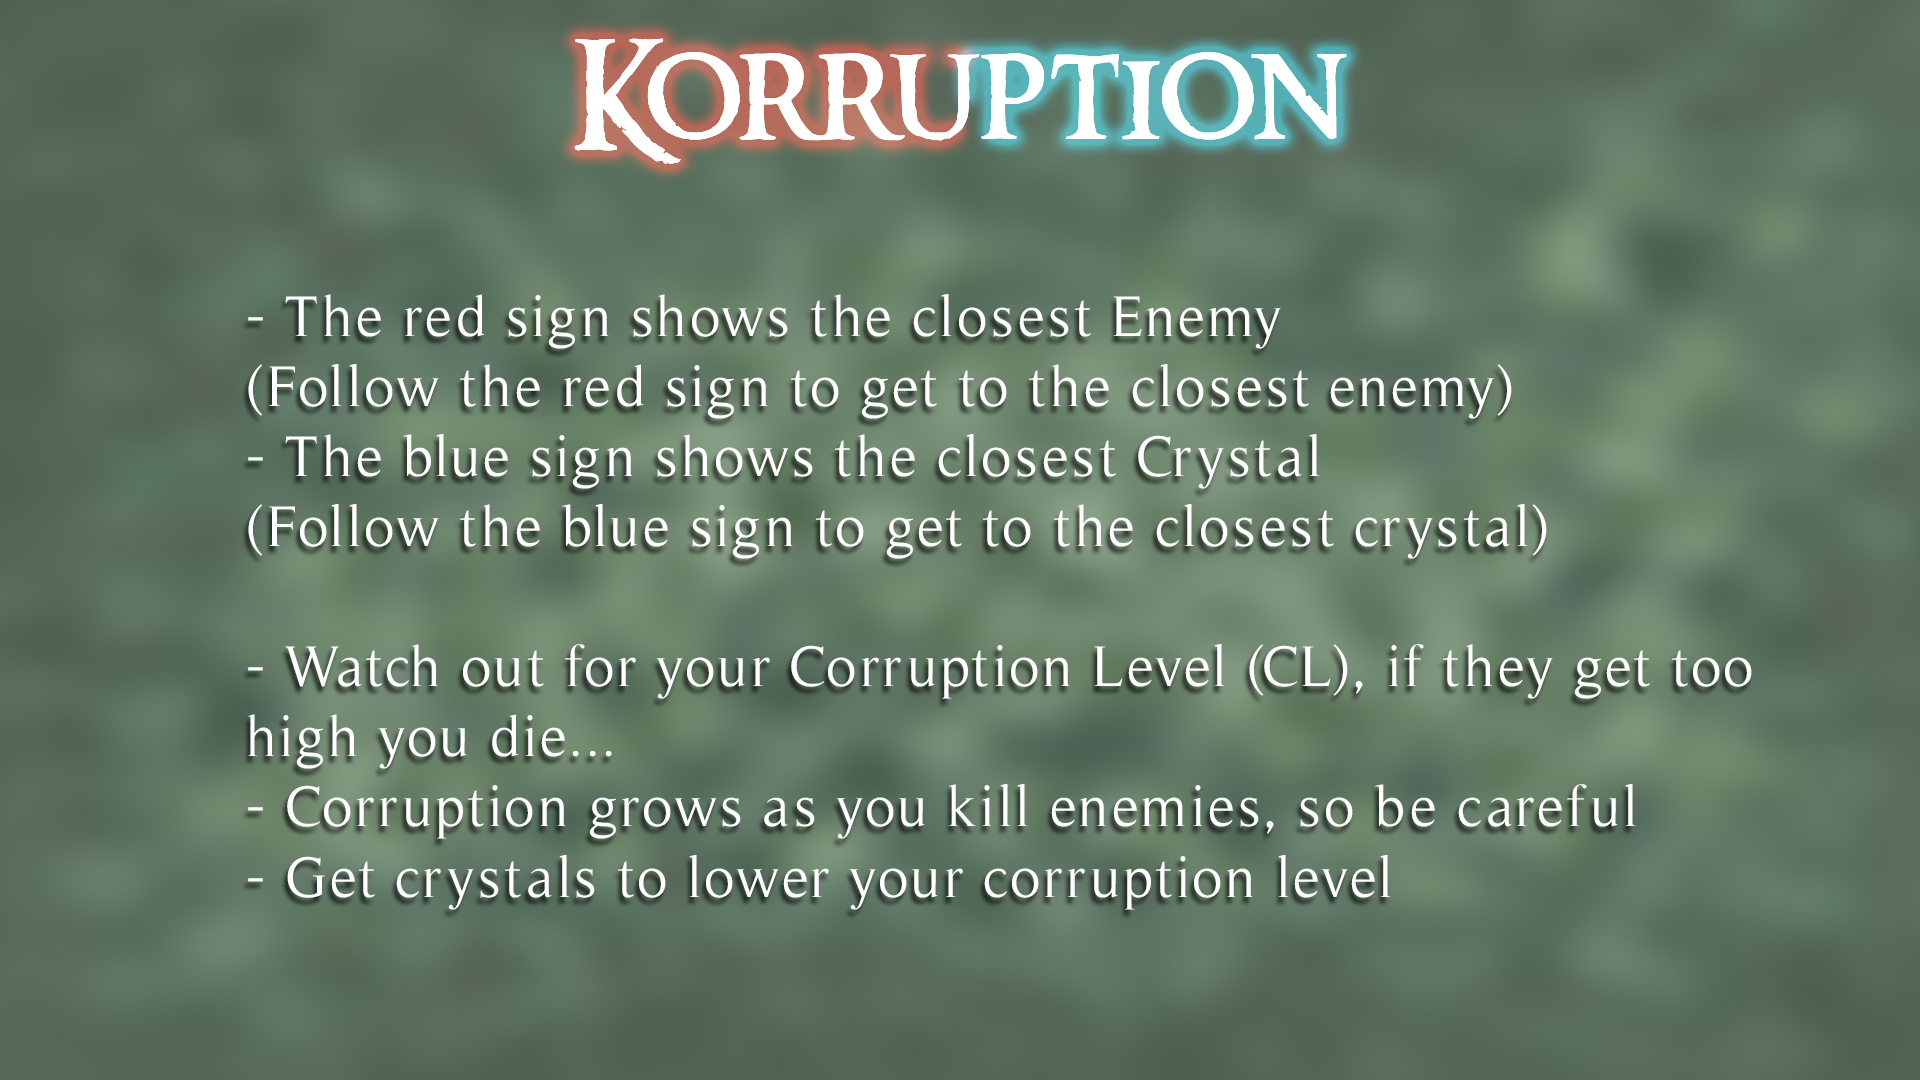 KORRUPTION
- The red sign shows the closest Enemy
(Follow the red sign to get to the closest enemy)
- The blue sign shows the closest Crystal
(Follow the blue sign to get to the closest crystal)
- Watch out for your Corruption Level (CL), if they get too
high you die...
- Corruption grows as you kill enemies, so be careful
- Get crystals to lower your corruption level